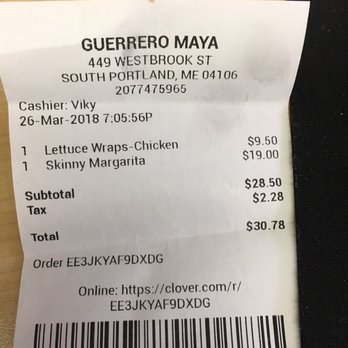 GUERRERO MAYA
449 WESTBROOK ST
SOUTH PORTLAND, ME 04106
2077475965
Cashier: Viky
26-Mar-2018 7:05:56P
1 Lettuce Wraps-Chicken $9.50
1 Skinny Margarita $19.00
Subtotal $28.50
Tax $2.28
Total $30.78
Order EE3JKYAF9DXDG
Online: https://clover.com/r/
EE3JKYAF9DXDG